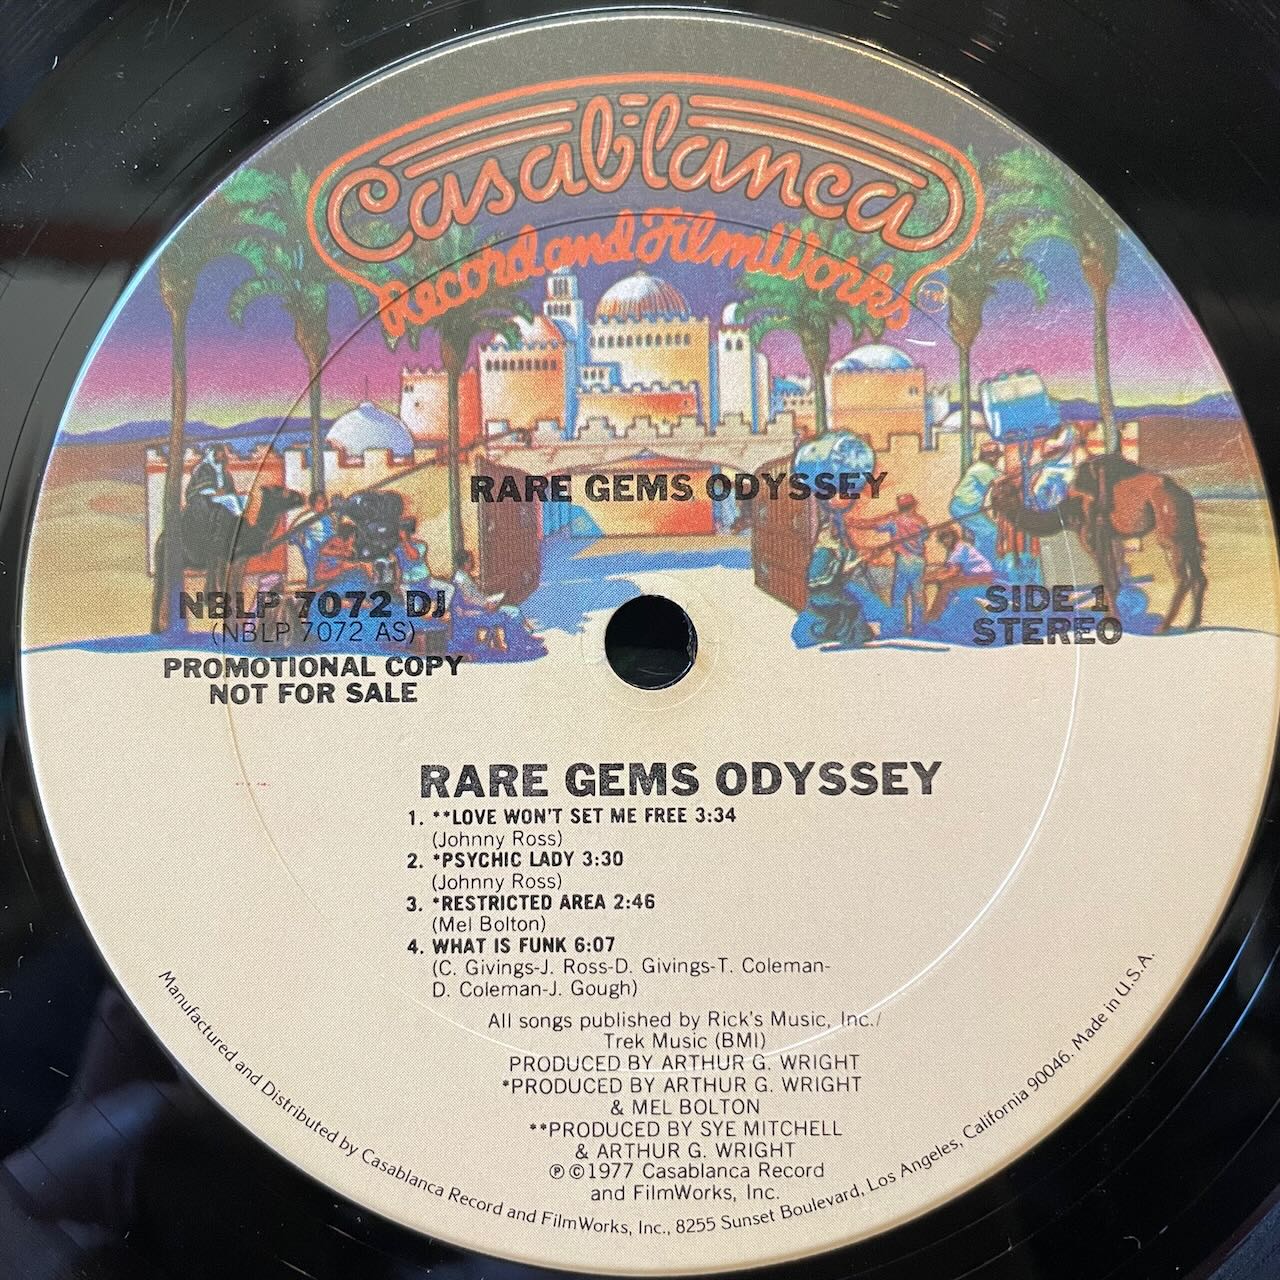 Casablanca
Record and FilmWorks
TM
RARE GEMS ODYSSEY
NBLP 7072 DJ
(NBLP 7072 AS)
PROMOTIONAL COPY
NOT FOR SALE
SIDE 1
STEREO
RARE GEMS ODYSSEY
1. **LOVE WON'T SET ME FREE 3:34
(Johnny Ross)
2. *PSYCHIC LADY 3:30
(Johnny Ross)
3. *RESTRICTED AREA 2:46
(Mel Bolton)
4. WHAT IS FUNK 6:07
(C. Givings-J. Ross-D. Givings-T. Coleman-
D. Coleman-J. Gough)
All songs published by Rick's Music, Inc./
Trek Music (BMI)
PRODUCED BY ARTHUR G. WRIGHT
*PRODUCED BY ARTHUR G. WRIGHT
& MEL BOLTON
**PRODUCED BY SYE MITCHELL
& ARTHUR G. WRIGHT
℗ ©1977 Casablanca Record
and FilmWorks, Inc.
Manufactured and Distributed by Casablanca Record and FilmWorks, Inc., 8255 Sunset Boulevard, Los Angeles, California 90046. Made in U.S.A.